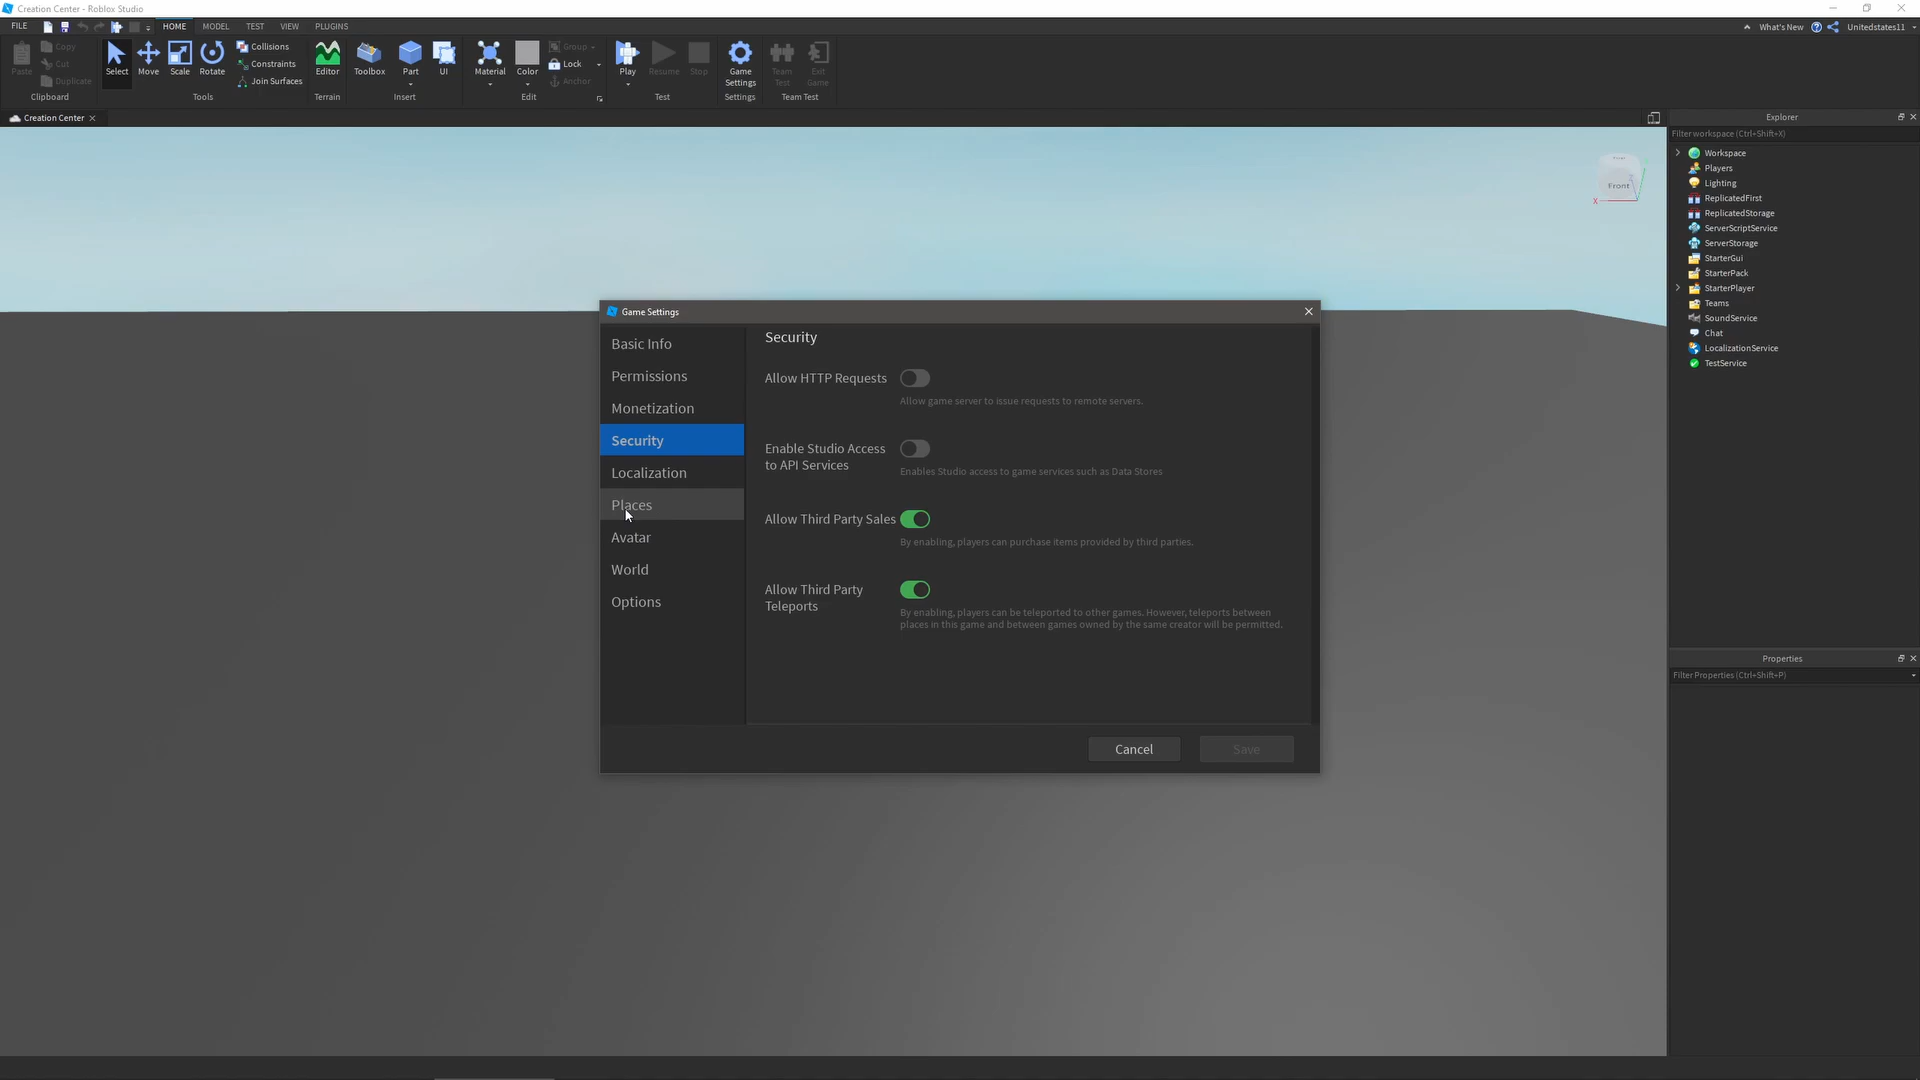 Creation Center - Roblox Studio
FILE
HOME
MODEL
TEST
VIEW
PLUGINS
What's New
Unitedstates11
Paste
Copy
Cut
Duplicate
Clipboard
Select
Move
Scale
Rotate
Collisions
Constraints
Join Surfaces
Tools
Editor
Terrain
Toolbox
Part
UI
Insert
Material
Color
Group
Lock
Anchor
Edit
Play
Resume
Stop
Test
Game
Settings
Settings
Team
Test
Exit
Game
Team Test
Creation Center
Front
X
Explorer
Filter workspace (Ctrl+Shift+X)
Workspace
Players
Lighting
ReplicatedFirst
ReplicatedStorage
ServerScriptService
ServerStorage
StarterGui
StarterPack
StarterPlayer
Teams
SoundService
Chat
LocalizationService
TestService
Properties
Filter Properties (Ctrl+Shift+P)
Game Settings
Basic Info
Permissions
Monetization
Security
Localization
Places
Avatar
World
Options
Security
Allow HTTP Requests
Allow game server to issue requests to remote servers.
Enable Studio Access
to API Services
Enables Studio access to game services such as Data Stores
Allow Third Party Sales
By enabling, players can purchase items provided by third parties.
Allow Third Party
Teleports
By enabling, players can be teleported to other games. However, teleports between
places in this game and between games owned by the same creator will be permitted.
Cancel
Save